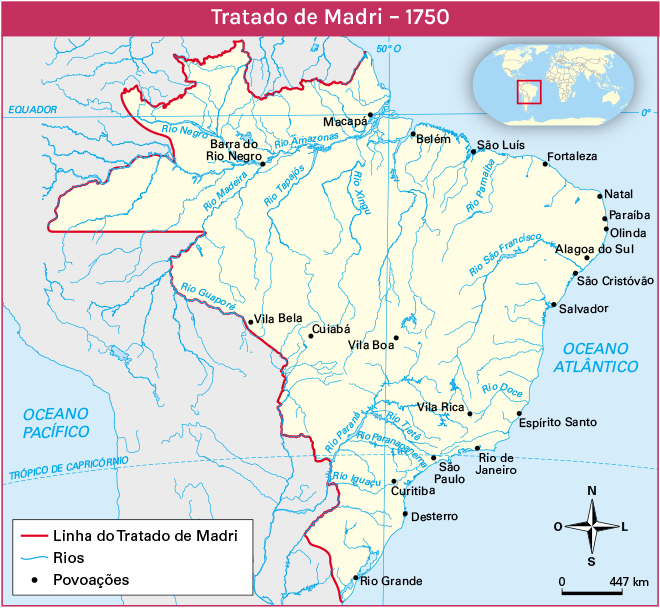 Tratado de Madri – 1750
50° O
EQUADOR
0°
Macapá
Rio Negro
Rio Amazonas
Barra do
Rio Negro
Belém
São Luís
Fortaleza
Rio Madeira
Rio Tapajós
Rio Xingu
Rio Parnaíba
Natal
Paraíba
Olinda
Rio São Francisco
Alagoa do Sul
São Cristóvão
Rio Guaporé
Salvador
Vila Bela
Cuiabá
Vila Boa
OCEANO
ATLÂNTICO
Rio Doce
OCEANO
PACÍFICO
Vila Rica
Espírito Santo
Rio Paraná
Rio Tietê
Rio Paranapanema
TRÓPICO DE CAPRICÓRNIO
São
Paulo
Rio de
Janeiro
Rio Iguaçu
Curitiba
Desterro
Rio Grande
Linha do Tratado de Madri
Rios
Povoações
N
O
L
S
0
447 km